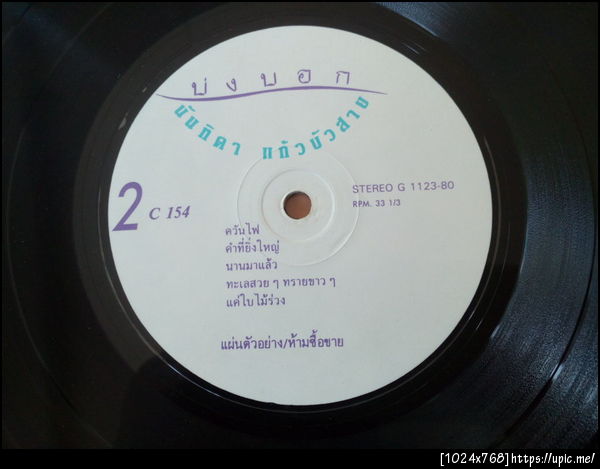 บ่งบอก
นันทิดา แก้วบัวสาย
2 C 154
STEREO G 1123-80
RPM. 33 1/3
ควันไฟ
คำที่ยิ่งใหญ่
นานมาแล้ว
ทะเลสวย ๆ ทรายขาว ๆ
แค่ใบไม้ร่วง
แผ่นตัวอย่าง/ห้ามซื้อขาย
[1024x768]https://upic.me/